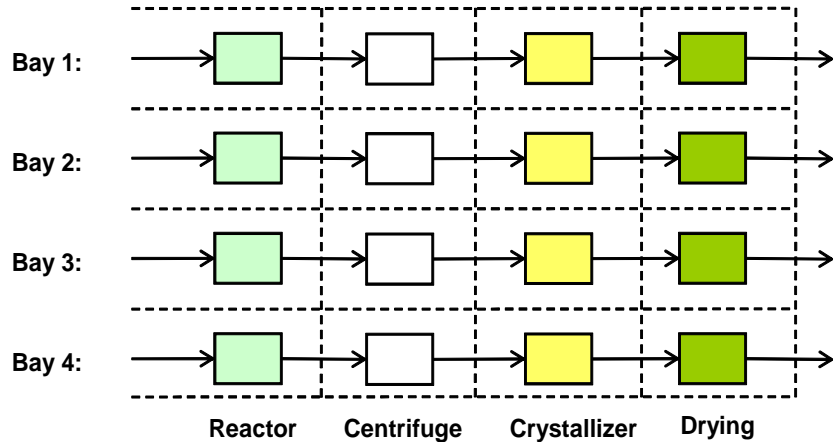 Bay 1:
Bay 2:
Bay 3:
Bay 4:
Reactor Centrifuge Crystallizer Drying